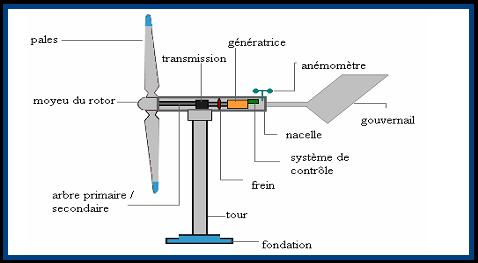 pales
génératrice
transmission
anémomètre
moyeu du rotor
gouvernail
nacelle
système de
contrôle
frein
arbre primaire /
secondaire
tour
fondation